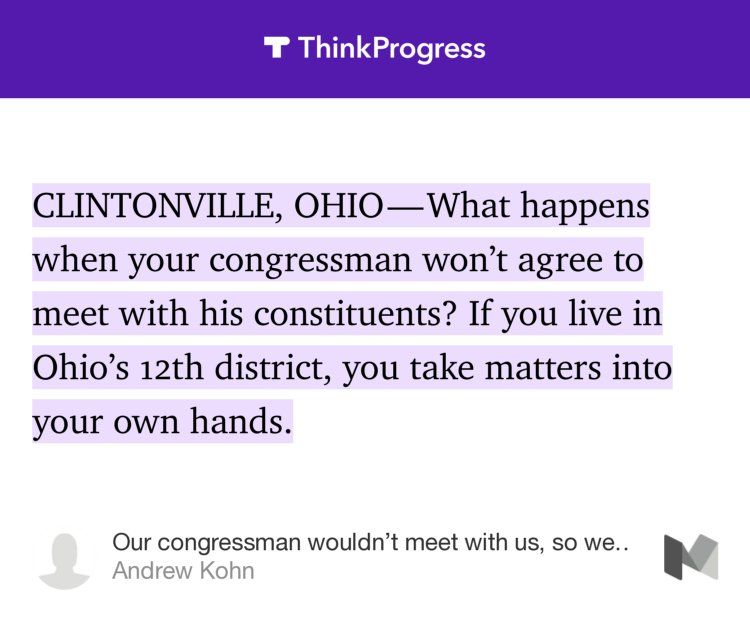 ThinkProgress
CLINTONVILLE, OHIO — What happens
when your congressman won’t agree to
meet with his constituents? If you live in
Ohio’s 12th district, you take matters into
your own hands.
Our congressman wouldn’t meet with us, so we..
Andrew Kohn